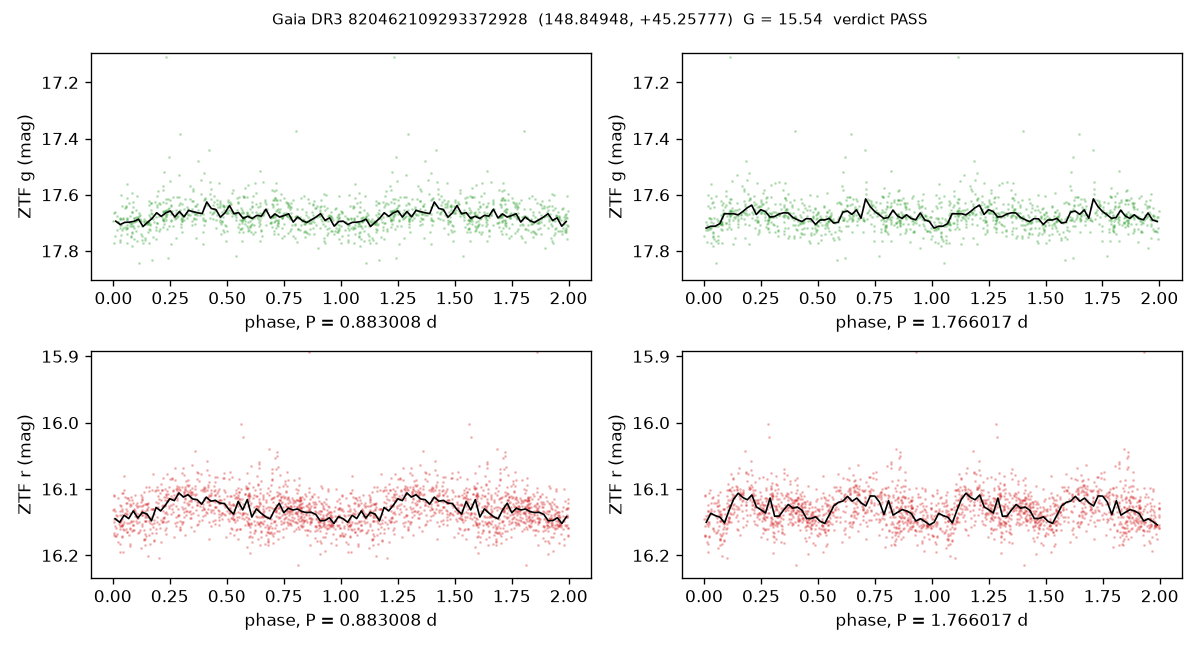 Gaia DR3 820462109293372928 (148.84948, +45.25777) G = 15.54 verdict PASS
ZTF g (mag)
17.2
17.4
17.6
17.8
0.00 0.25 0.50 0.75 1.00 1.25 1.50 1.75 2.00
phase, P = 0.883008 d
ZTF g (mag)
17.2
17.4
17.6
17.8
0.00 0.25 0.50 0.75 1.00 1.25 1.50 1.75 2.00
phase, P = 1.766017 d
ZTF r (mag)
15.9
16.0
16.1
16.2
0.00 0.25 0.50 0.75 1.00 1.25 1.50 1.75 2.00
phase, P = 0.883008 d
ZTF r (mag)
15.9
16.0
16.1
16.2
0.00 0.25 0.50 0.75 1.00 1.25 1.50 1.75 2.00
phase, P = 1.766017 d